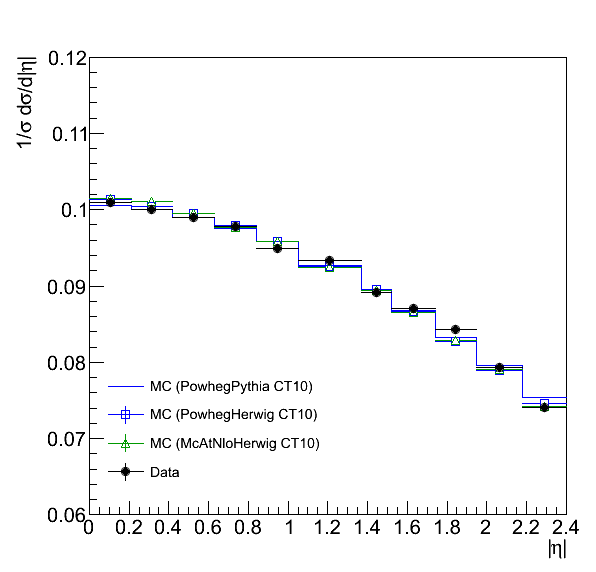 1/σ dσ/d|η|
0.12
0.11
0.1
0.09
0.08
0.07
0.06
MC (PowhegPythia CT10)
MC (PowhegHerwig CT10)
MC (McAtNloHerwig CT10)
Data
0 0.2 0.4 0.6 0.8 1 1.2 1.4 1.6 1.8 2 2.2 2.4
|η|